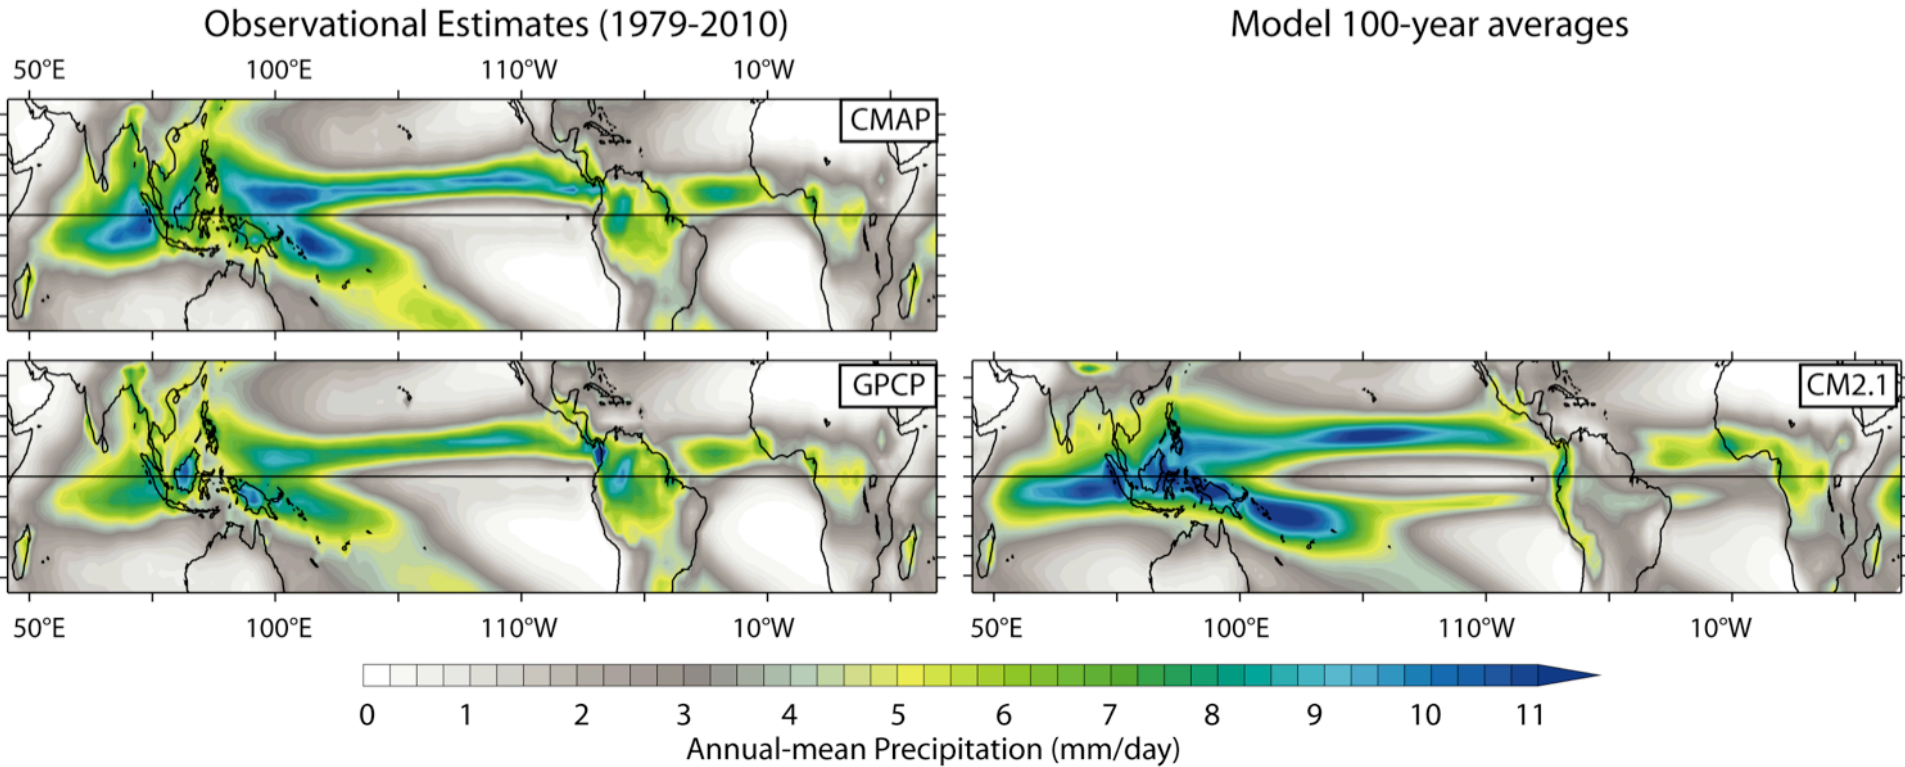 Observational Estimates (1979-2010)
Model 100-year averages
50°E 100°E 110°W 10°W
CMAP
GPCP
CM2.1
50°E 100°E 110°W 10°W
50°E 100°E 110°W 10°W
0 1 2 3 4 5 6 7 8 9 10 11
Annual-mean Precipitation (mm/day)